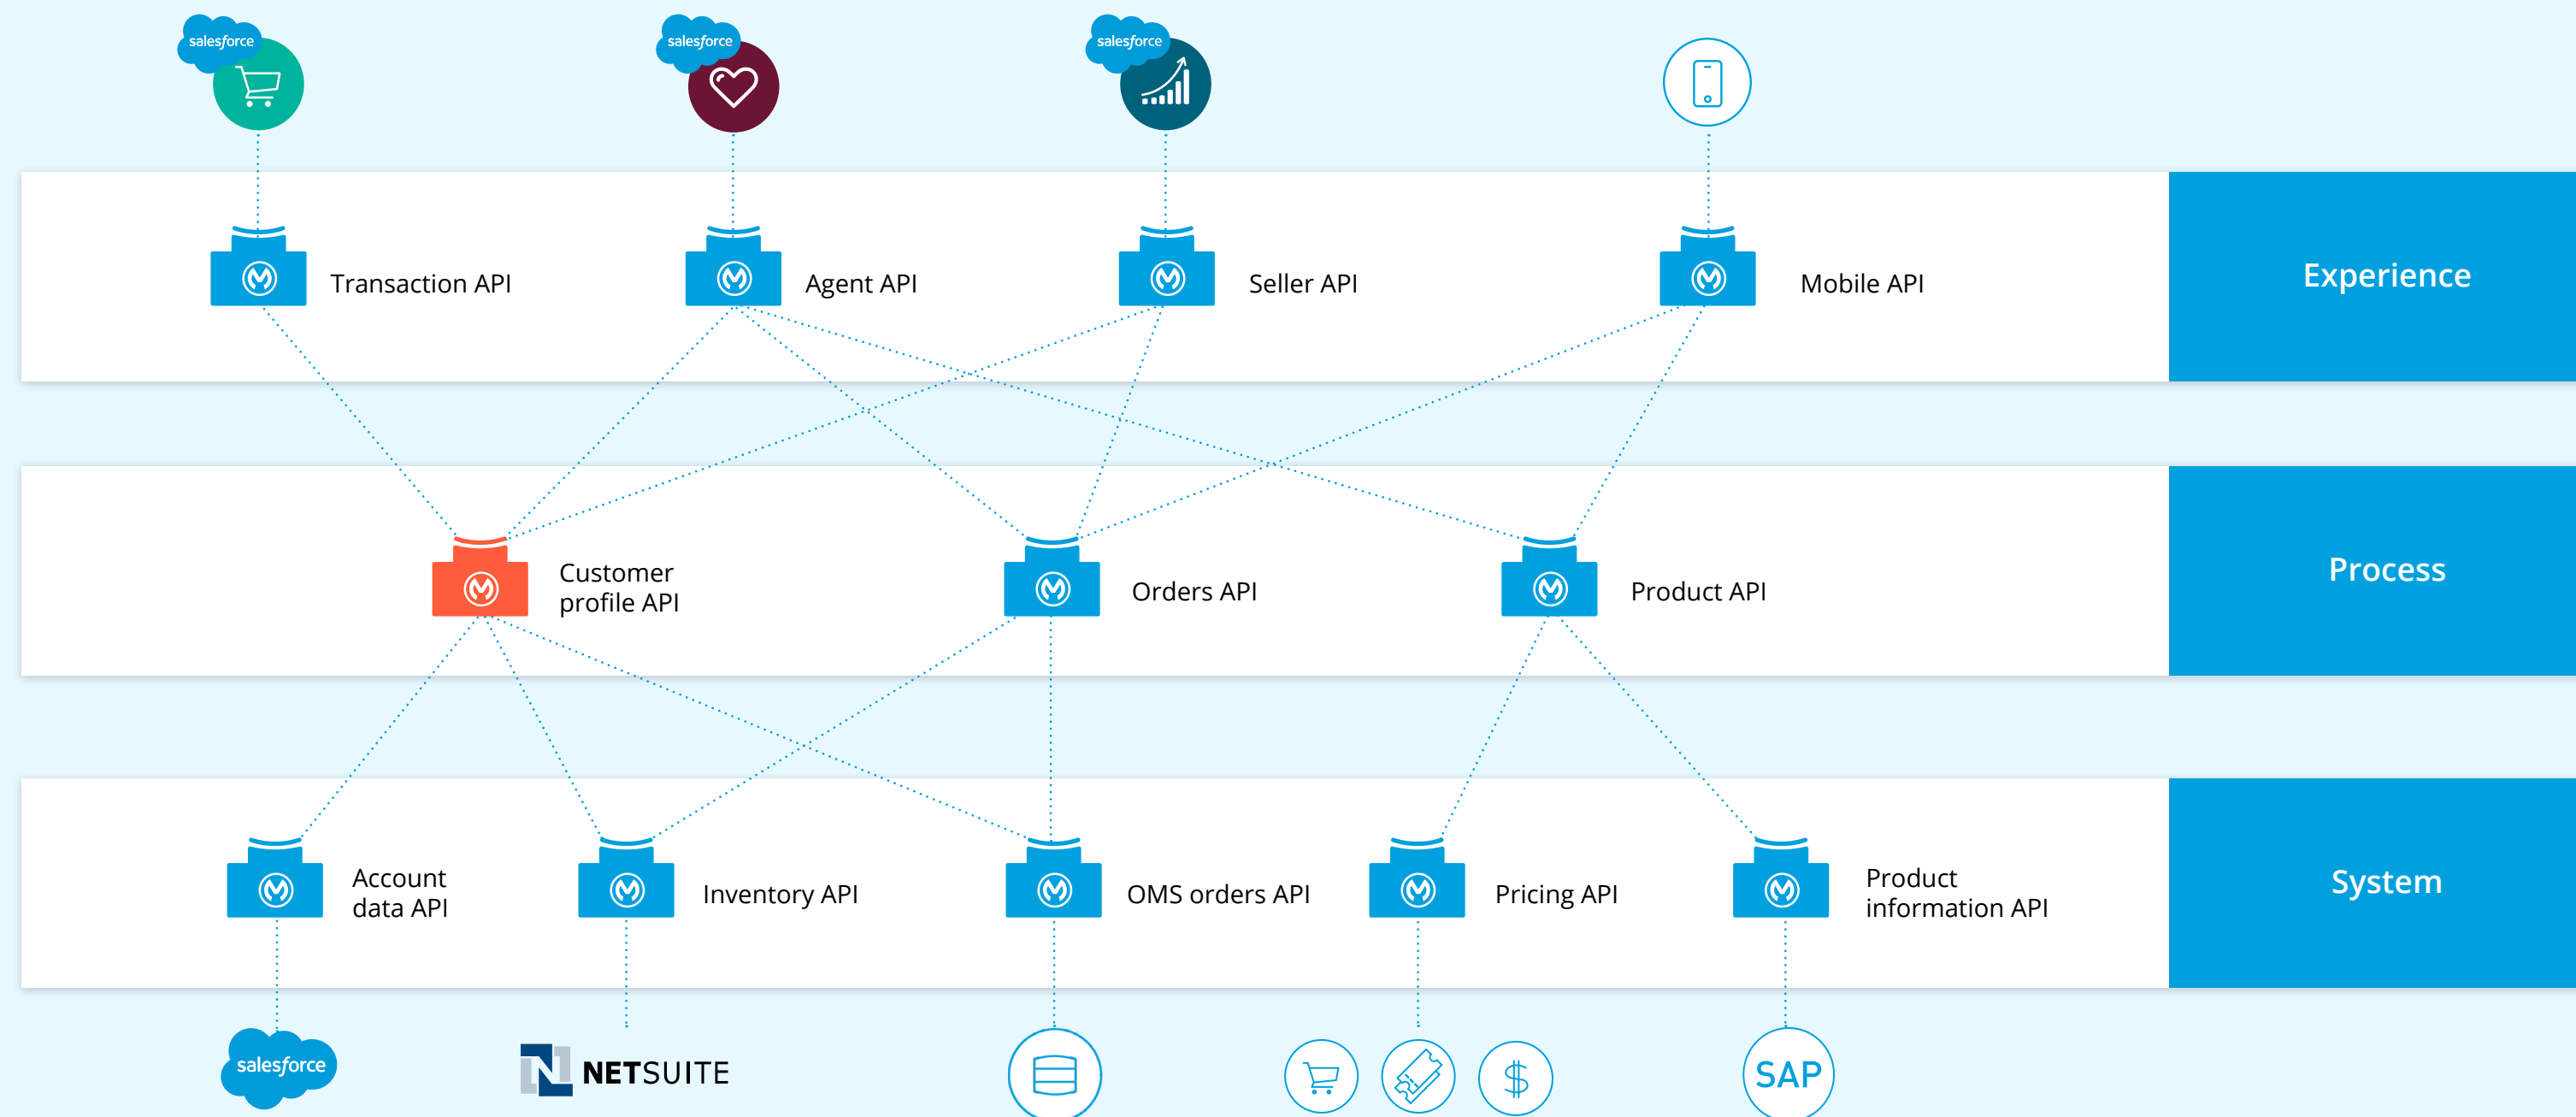 salesforce
salesforce
salesforce
Transaction API
Agent API
Seller API
Mobile API
Experience
Customer
profile API
Orders API
Product API
Process
Account
data API
Inventory API
OMS orders API
Pricing API
Product
information API
System
salesforce
NETSUITE
$
SAP